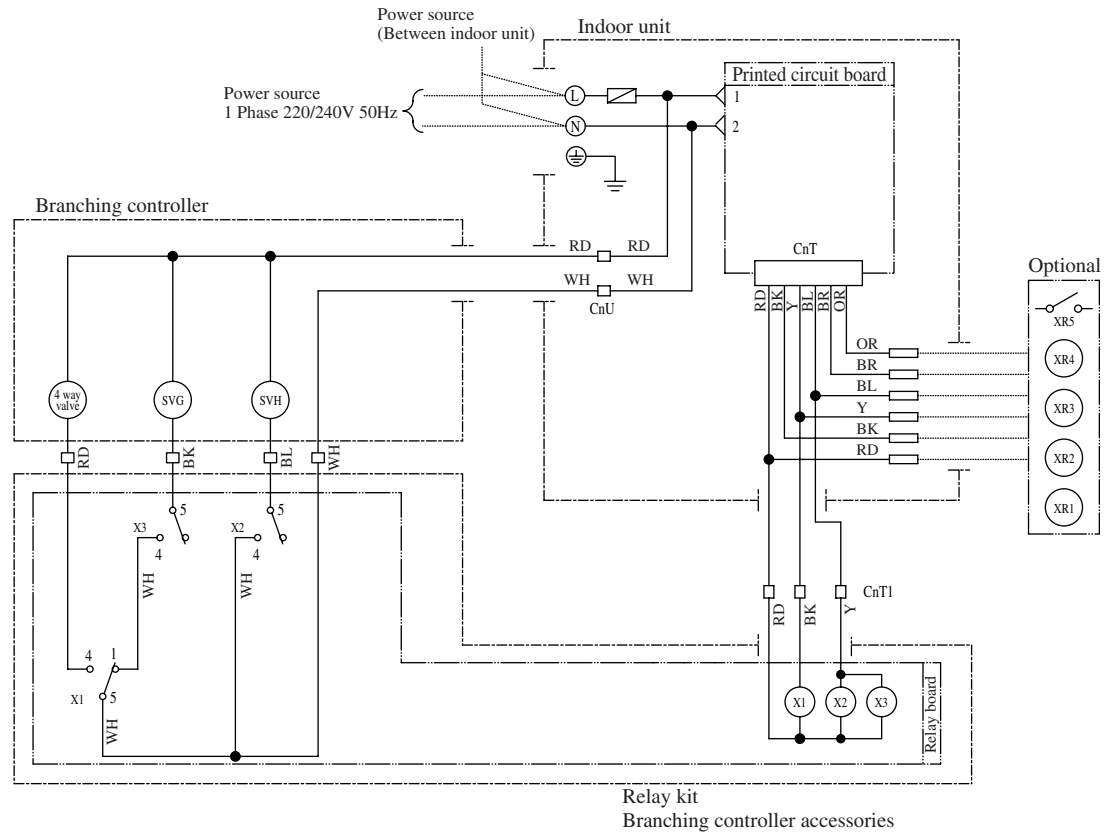 Power source
(Between indoor unit)
Indoor unit
Power source
1 Phase 220/240V 50Hz
L
N
Printed circuit board
1
2
Branching controller
RD
RD
WH
WH
CnU
CnT
RD
BK
Y
BL
BR
OR
Optional
XR5
XR4
XR3
XR2
XR1
OR
BR
BL
Y
BK
RD
4 way
valve
SVG
SVH
RD
BK
BL
WH
X3
5
4
X2
5
4
WH
WH
4
1
X1
5
WH
CnT1
RD
BK
Y
X1
X2
X3
Relay board
Relay kit
Branching controller accessories